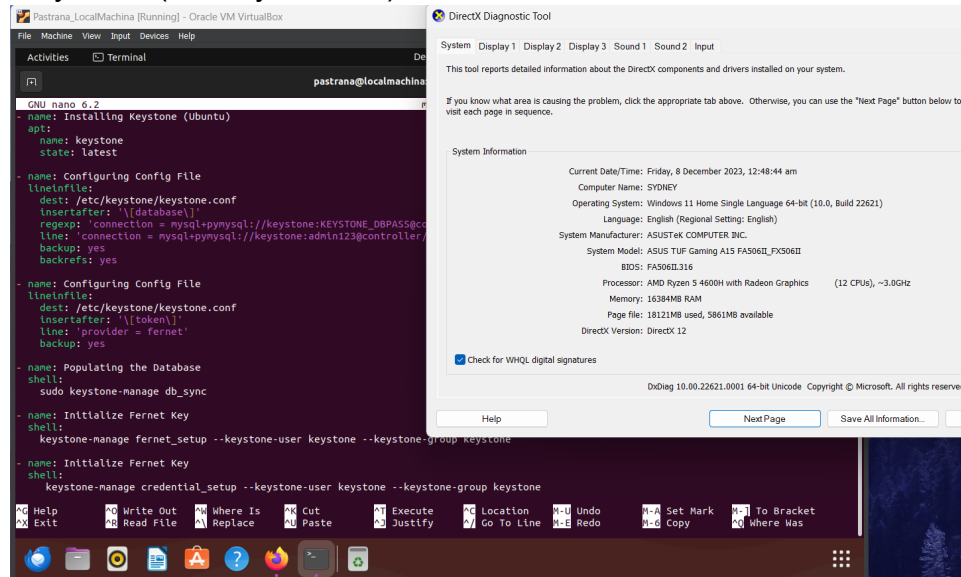 Pastrana_LocalMachina [Running] - Oracle VM VirtualBox
File Machine View Input Devices Help
Activities Terminal De
pastrana@localmachina:
GNU nano 6.2
- name: Installing Keystone (Ubuntu)
apt:
name: keystone
state: latest
- name: Configuring Config File
lineinfile:
dest: /etc/keystone/keystone.conf
insertafter: '\[database\]'
regexp: 'connection = mysql+pymysql://keystone:KEYSTONE_DBPASS@co
line: 'connection = mysql+pymysql://keystone:admin123@controller/
backup: yes
backrefs: yes
- name: Configuring Config File
lineinfile:
dest: /etc/keystone/keystone.conf
insertafter: '\[token\]'
line: 'provider = fernet'
backup: yes
- name: Populating the Database
shell:
sudo keystone-manage db_sync
- name: Initialize Fernet Key
shell:
keystone-manage fernet_setup --keystone-user keystone --keystone-group keystone
- name: Initialize Fernet Key
shell:
keystone-manage credential_setup --keystone-user keystone --keystone-group keystone
^G Help ^O Write Out ^W Where Is ^K Cut ^T Execute ^C Location M-U Undo M-A Set Mark M-] To Bracket
^X Exit ^R Read File ^\ Replace ^U Paste ^J Justify ^/ Go To Line M-E Redo M-6 Copy ^Q Where Was
DirectX Diagnostic Tool
System Display 1 Display 2 Display 3 Sound 1 Sound 2 Input
This tool reports detailed information about the DirectX components and drivers installed on your system.
If you know what area is causing the problem, click the appropriate tab above. Otherwise, you can use the "Next Page" button below to
visit each page in sequence.
System Information
Current Date/Time: Friday, 8 December 2023, 12:48:44 am
Computer Name: SYDNEY
Operating System: Windows 11 Home Single Language 64-bit (10.0, Build 22621)
Language: English (Regional Setting: English)
System Manufacturer: ASUSTeK COMPUTER INC.
System Model: ASUS TUF Gaming A15 FA506II_FX506II
BIOS: FA506II.316
Processor: AMD Ryzen 5 4600H with Radeon Graphics (12 CPUs), ~3.0GHz
Memory: 16384MB RAM
Page file: 18121MB used, 5861MB available
DirectX Version: DirectX 12
Check for WHQL digital signatures
DxDiag 10.00.22621.0001 64-bit Unicode Copyright © Microsoft. All rights reserve
Help Next Page Save All Information...